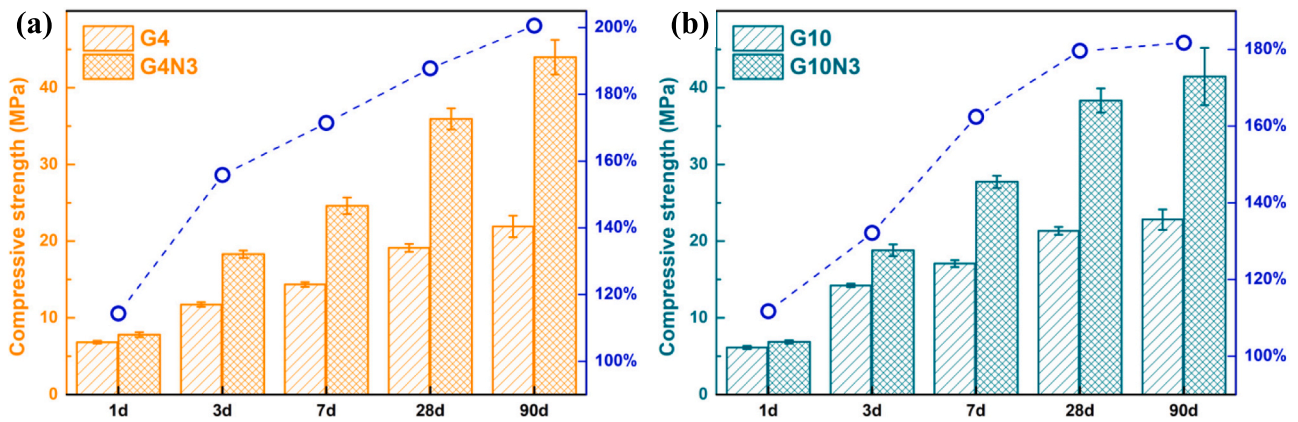 (a)
G4
G4N3
Compressive strength (MPa)
40
30
20
10
0
200%
180%
160%
140%
120%
100%
1d 3d 7d 28d 90d
(b)
G10
G10N3
Compressive strength (MPa)
40
30
20
10
0
180%
160%
140%
120%
100%
1d 3d 7d 28d 90d